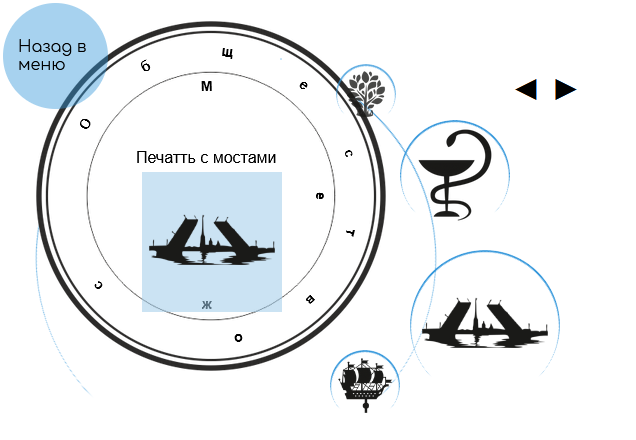 Назад в
меню
О б щ е с т в о с
М е ж
Печатть с мостами